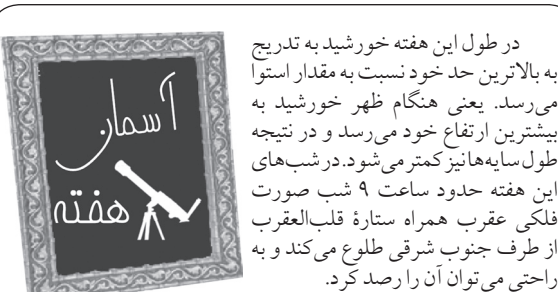 در طول این هفته خورشید به تدریج
به بالاترین حد خود نسبت به مقدار استوا
می‌رسد. یعنی هنگام ظهر خورشید به
بیشترین ارتفاع خود می‌رسد و در نتیجه
طول سایه‌ها نیز کمتر می‌شود. در شب‌های
این هفته حدود ساعت ۹ شب صورت
فلکی عقرب همراه ستارهٔ قلب‌العقرب
از طرف جنوب شرقی طلوع می‌کند و به
راحتی می‌توان آن را رصد کرد.
آسمان
هفته